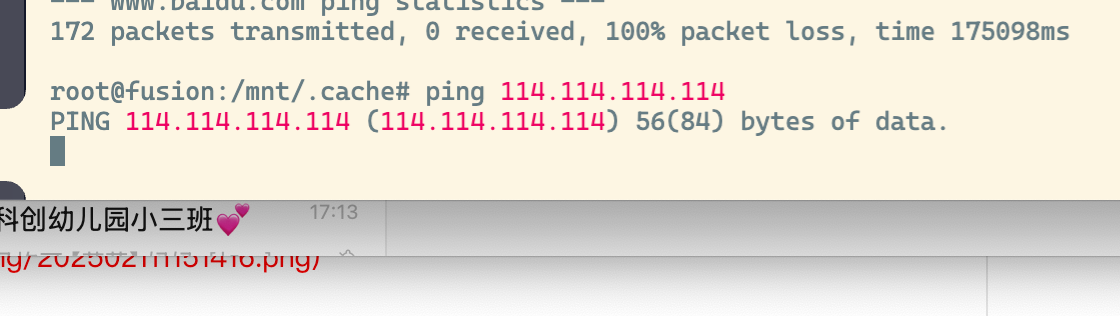 --- www.baidu.com ping statistics ---
172 packets transmitted, 0 received, 100% packet loss, time 175098ms
root@fusion:/mnt/.cache# ping 114.114.114.114
PING 114.114.114.114 (114.114.114.114) 56(84) bytes of data.
科创幼儿园小三班💕 17:13
ng/20250211151416.png)